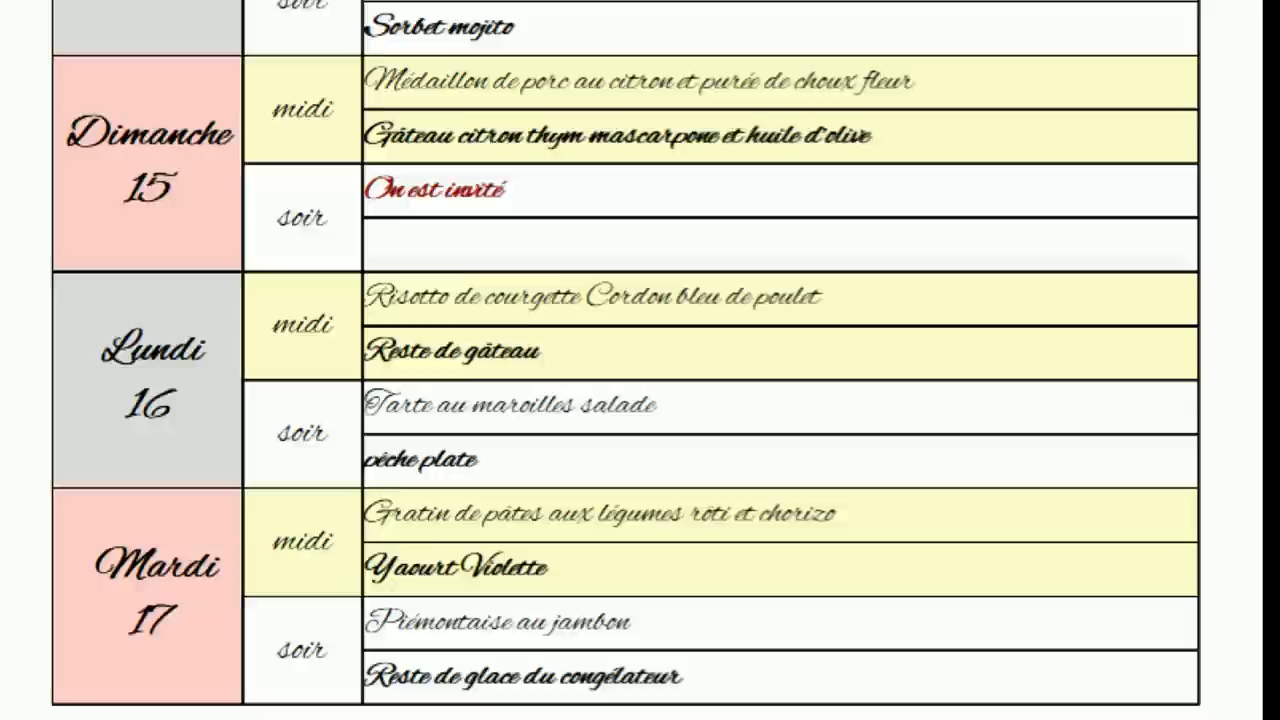 soir
Sorbet mojito
Dimanche
15
midi
Médaillon de porc au citron et purée de choux fleur
Gâteau citron thym mascarpone et huile d'olive
soir
On est invité
Lundi
16
midi
Risotto de courgette Cordon bleu de poulet
Reste de gâteau
soir
Tarte au maroilles salade
pêche plate
Mardi
17
midi
Gratin de pâtes aux légumes rôti et chorizo
Yaourt Violette
soir
Piémontaise au jambon
Reste de glace du congélateur